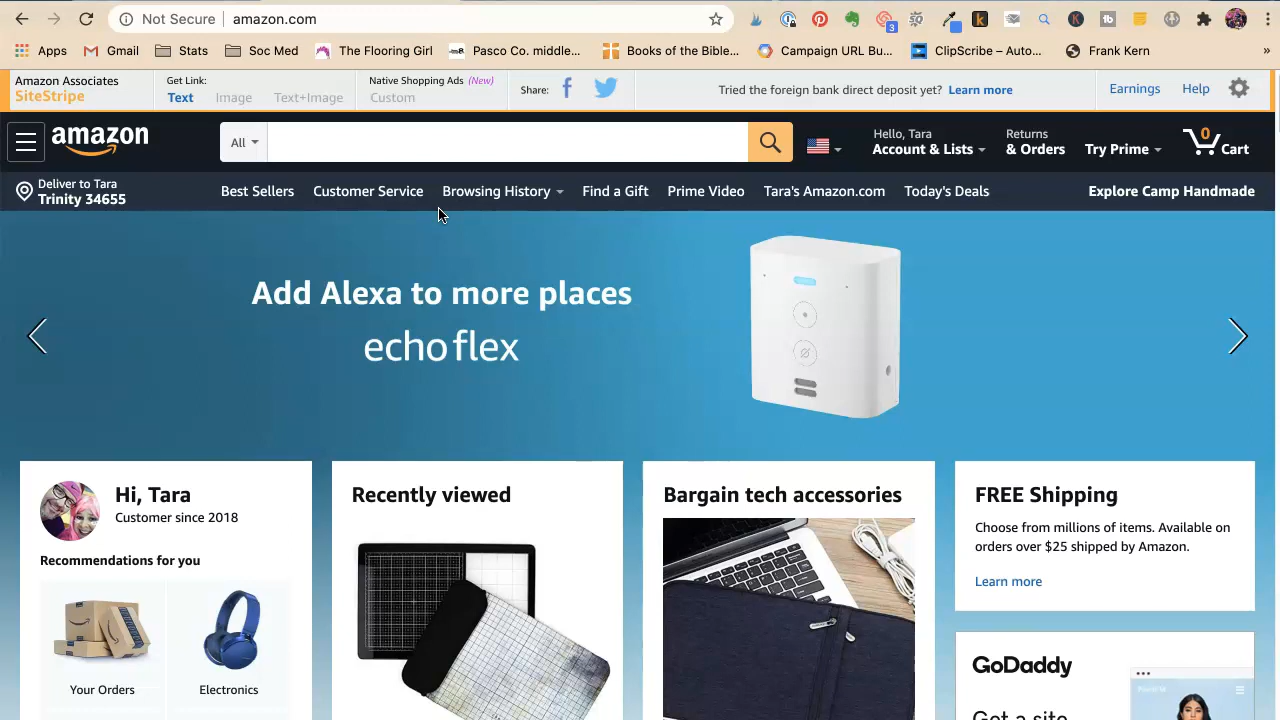 Not Secure | amazon.com
3
Apps Gmail Stats Soc Med The Flooring Girl Pasco Co. middle... Books of the Bible... Campaign URL Bu... ClipScribe – Auto... Frank Kern »
Amazon Associates
SiteStripe
Get Link:
Text Image Text+Image
Native Shopping Ads (New)
Custom
Share:
Tried the foreign bank direct deposit yet? Learn more
Earnings Help
amazon
All
Hello, Tara
Account & Lists
Returns
& Orders
Try Prime
0
Cart
Deliver to Tara
Trinity 34655
Best Sellers Customer Service Browsing History Find a Gift Prime Video Tara's Amazon.com Today's Deals
Explore Camp Handmade
Add Alexa to more places
echo flex
Hi, Tara
Customer since 2018
Recommendations for you
Your Orders
Electronics
Recently viewed
Bargain tech accessories
FREE Shipping
Choose from millions of items. Available on
orders over $25 shipped by Amazon.
Learn more
GoDaddy
Get a site